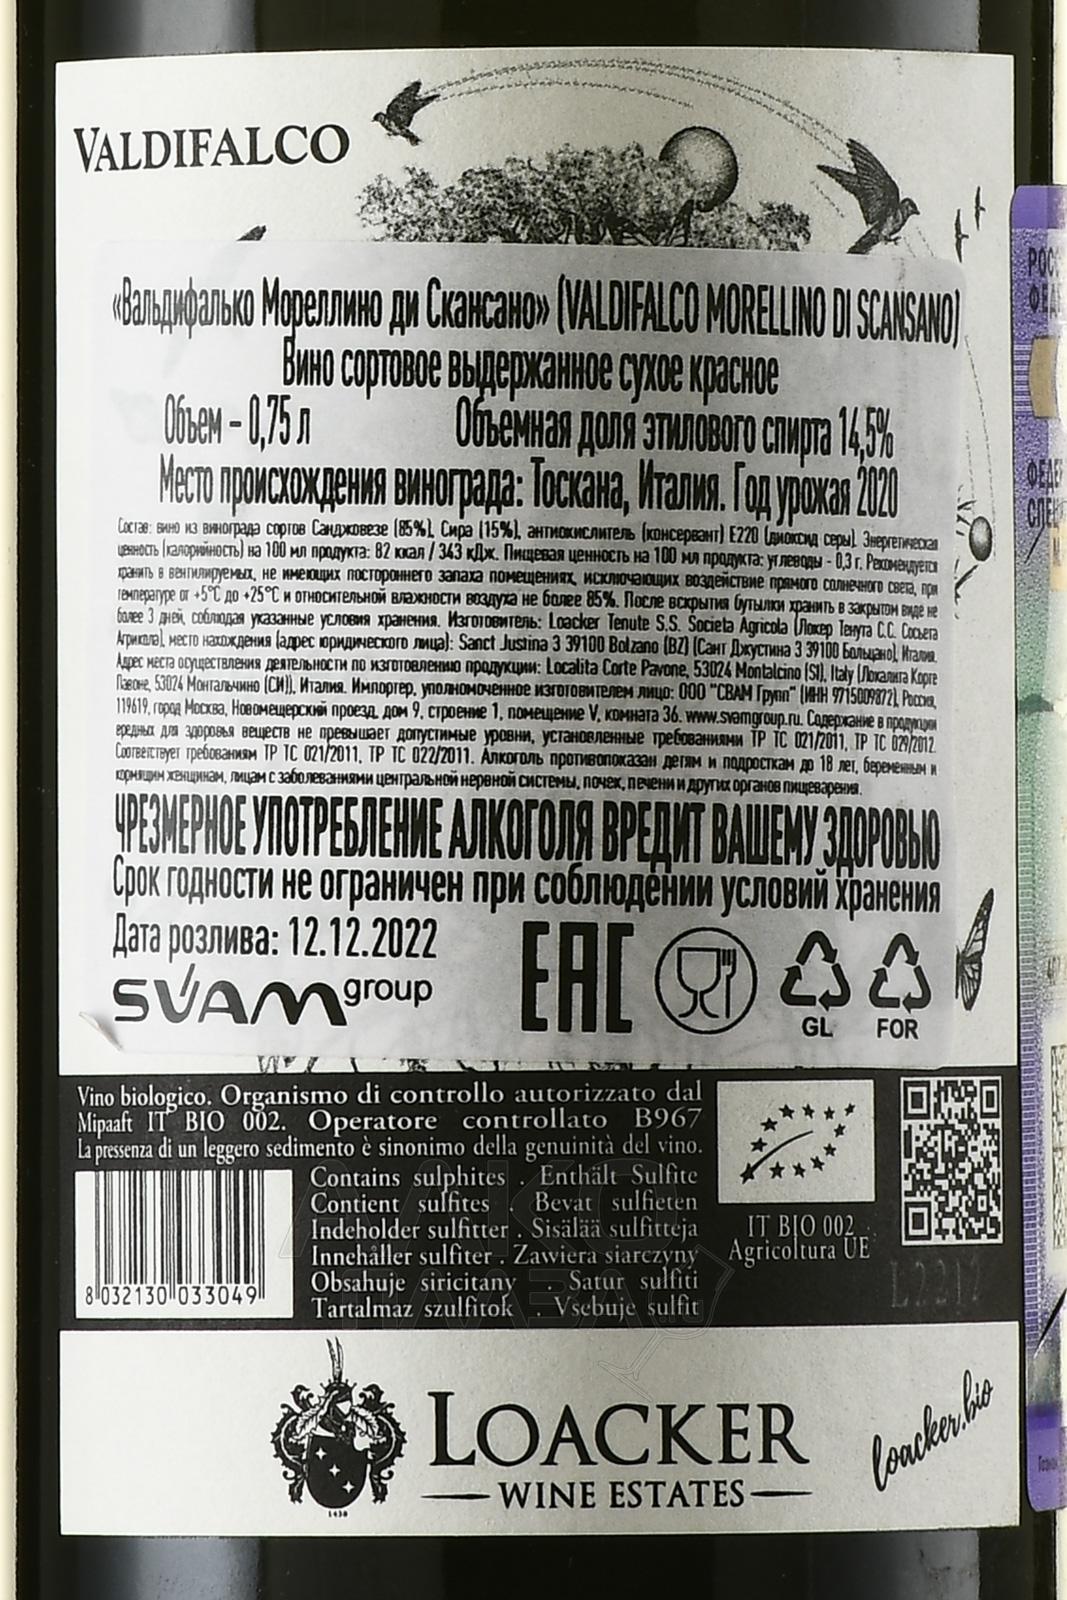 VALDIFALCO
«Вальдифалько Мореллино ди Скансано» (VALDIFALCO MORELLINO DI SCANSANO)
Вино сортовое выдержанное сухое красное
Объем – 0,75 л Объемная доля этилового спирта 14,5%
Место происхождения винограда: Тоскана, Италия. Год урожая 2020
Состав: вино из винограда сортов Санджовезе (85%), Сира (15%), антиокислитель (консервант) Е220 (диоксид серы). Энергетическая
ценность (калорийность) на 100 мл продукта: 82 ккал / 343 кДж. Пищевая ценность на 100 мл продукта: углеводы - 0,3 г. Рекомендуется
хранить в вентилируемых, не имеющих постороннего запаха помещениях, исключающих воздействие прямого солнечного света, при
температуре от +5°С до +25°С и относительной влажности воздуха не более 85%. После вскрытия бутылки хранить в закрытом виде не
более 3 дней, соблюдая указанные условия хранения. Изготовитель: Loacker Tenute S.S. Societa Agricola (Локер Тенута С.С. Сосьета
Агрикола), место нахождения (адрес юридического лица): Sanct Justina 3 39100 Bolzano (BZ) (Сант Джустина 3 39100 Больцано), Италия.
Адрес места осуществления деятельности по изготовлению продукции: Localita Corte Pavone, 53024 Montalcino (SI), Italy (Локалита Корте
Павоне, 53024 Монтальчино (СИ)), Италия. Импортер, уполномоченное изготовителем лицо: ООО "СВАМ Групп" (ИНН 9715009872), Россия,
119619, город Москва, Новомещерский проезд, дом 9, строение 1, помещение V, комната 36. www.svamgroup.ru. Содержание в продукции
вредных для здоровья веществ не превышает допустимые уровни, установленные требованиями ТР ТС 021/2011, ТР ТС 029/2012.
Соответствует требованиям ТР ТС 021/2011, ТР ТС 022/2011. Алкоголь противопоказан детям и подросткам до 18 лет, беременным и
кормящим женщинам, лицам с заболеваниями центральной нервной системы, почек, печени и других органов пищеварения.
ЧРЕЗМЕРНОЕ УПОТРЕБЛЕНИЕ АЛКОГОЛЯ ВРЕДИТ ВАШЕМУ ЗДОРОВЬЮ
Срок годности не ограничен при соблюдении условий хранения
Дата розлива: 12.12.2022
SVAM group EAC GL FOR
Vino biologico. Organismo di controllo autorizzato dal
Mipaaft IT BIO 002. Operatore controllato B967
La pressenza di un leggero sedimento è sinonimo della genuinità del vino.
Contains sulphites . Enthält Sulfite
Contient sulfites . Bevat sulfieten
Indeholder sulfitter . Sisälää sulfitteja
Innehåller sulfiter . Zawiera siarczyny
Obsahuje siricitany . Satur sulfiti
Tartalmaz szulfitok . Vsebuje sulfit
8 032130 033049
IT BIO 002
Agricoltura UE
L2212
1430
LOACKER
WINE ESTATES
loacker.bio